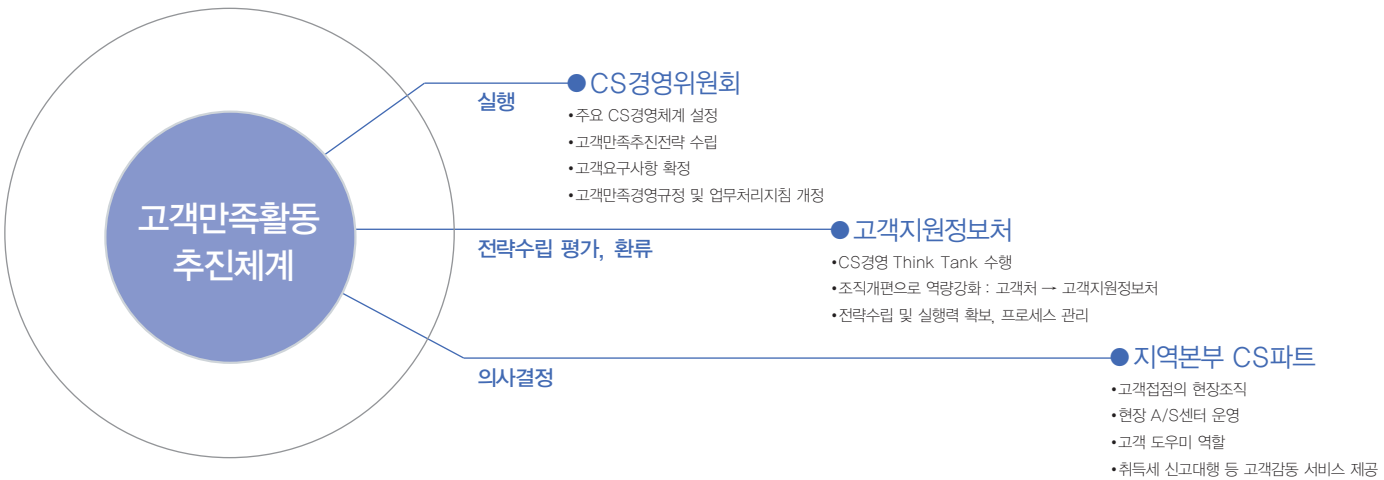 고객만족활동
추진체계
실행
● CS경영위원회
•주요 CS경영체계 설정
•고객만족추진전략 수립
•고객요구사항 확정
•고객만족경영규정 및 업무처리지침 개정
전략수립 평가, 환류
● 고객지원정보처
•CS경영 Think Tank 수행
•조직개편으로 역량강화 : 고객처 → 고객지원정보처
•전략수립 및 실행력 확보, 프로세스 관리
의사결정
● 지역본부 CS파트
•고객접점의 현장조직
•현장 A/S센터 운영
•고객 도우미 역할
•취득세 신고대행 등 고객감동 서비스 제공